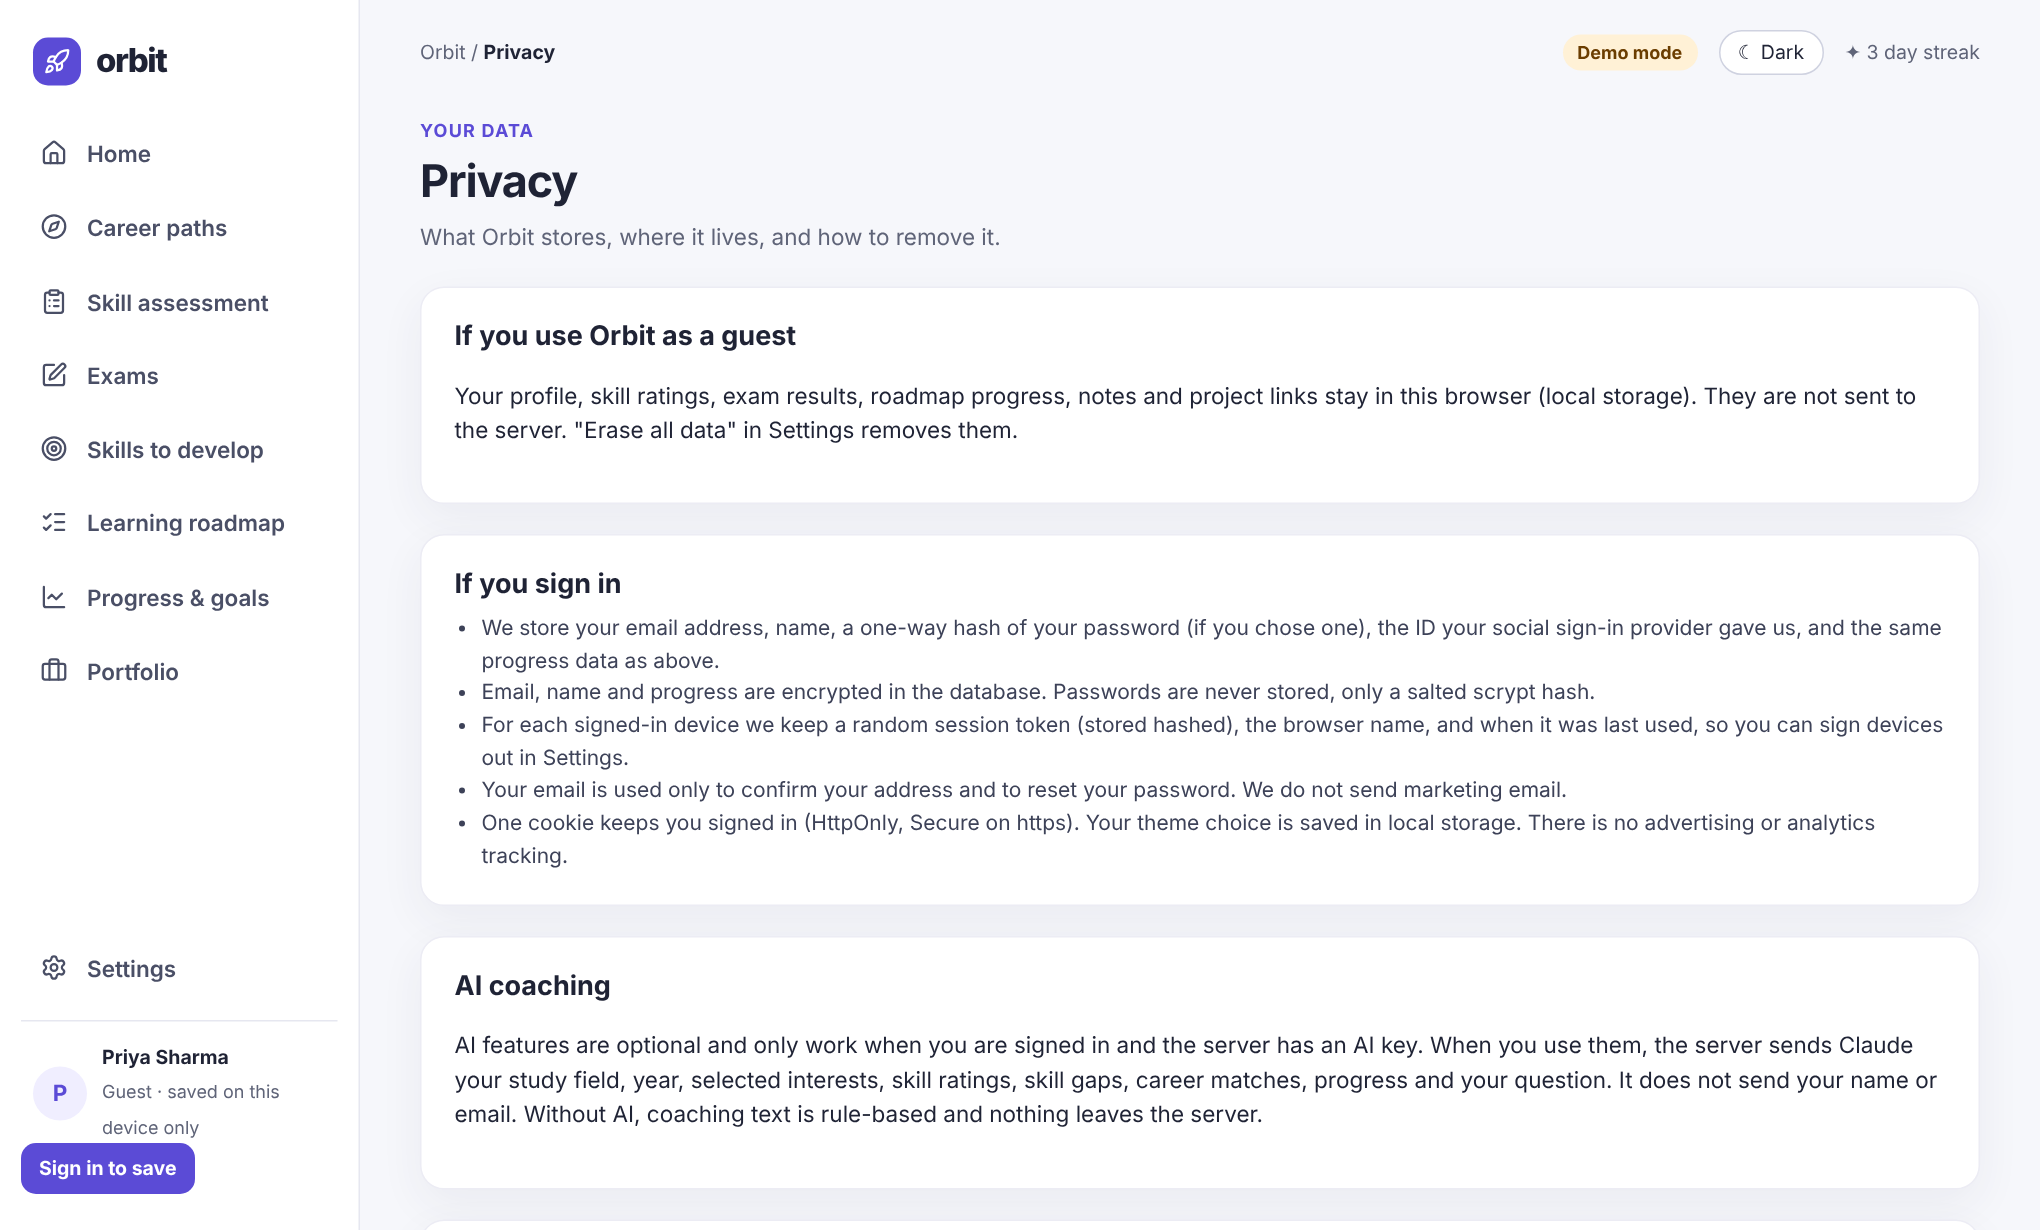 orbit
Home
Career paths
Skill assessment
Exams
Skills to develop
Learning roadmap
Progress & goals
Portfolio
Settings
Priya Sharma
P
Guest · saved on this
device only
Sign in to save
Orbit / Privacy
Demo mode
☾ Dark
✦ 3 day streak
YOUR DATA
Privacy
What Orbit stores, where it lives, and how to remove it.
If you use Orbit as a guest
Your profile, skill ratings, exam results, roadmap progress, notes and project links stay in this browser (local storage). They are not sent to
the server. "Erase all data" in Settings removes them.
If you sign in
• We store your email address, name, a one-way hash of your password (if you chose one), the ID your social sign-in provider gave us, and the same
progress data as above.
• Email, name and progress are encrypted in the database. Passwords are never stored, only a salted scrypt hash.
• For each signed-in device we keep a random session token (stored hashed), the browser name, and when it was last used, so you can sign devices
out in Settings.
• Your email is used only to confirm your address and to reset your password. We do not send marketing email.
• One cookie keeps you signed in (HttpOnly, Secure on https). Your theme choice is saved in local storage. There is no advertising or analytics
tracking.
AI coaching
AI features are optional and only work when you are signed in and the server has an AI key. When you use them, the server sends Claude
your study field, year, selected interests, skill ratings, skill gaps, career matches, progress and your question. It does not send your name or
email. Without AI, coaching text is rule-based and nothing leaves the server.